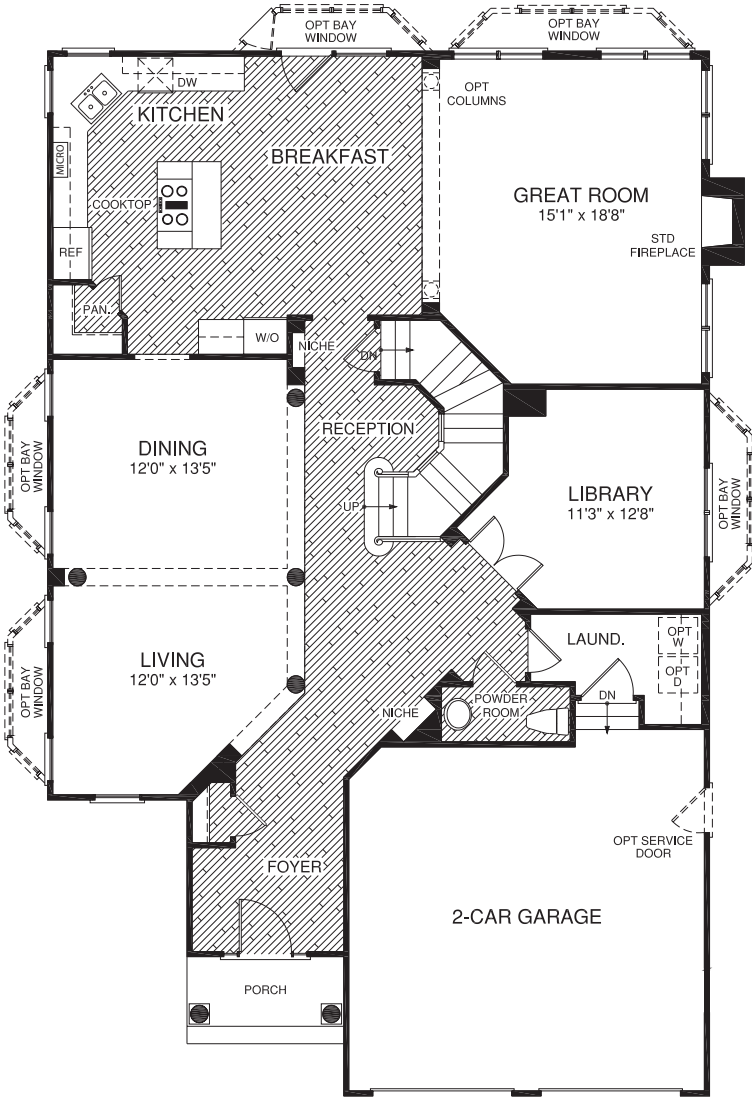 OPT BAY
WINDOW
OPT BAY
WINDOW
DW
KITCHEN
OPT
COLUMNS
BREAKFAST
MICRO
COOKTOP
GREAT ROOM
15'1" x 18'8"
STD
FIREPLACE
REF
PAN.
W/O
NICHE
DN
RECEPTION
DINING
12'0" x 13'5"
OPT BAY
WINDOW
LIBRARY
11'3" x 12'8"
OPT BAY
WINDOW
UP
LAUND.
OPT
W
OPT
D
LIVING
12'0" x 13'5"
OPT BAY
WINDOW
POWDER
ROOM
DN
NICHE
OPT SERVICE
DOOR
FOYER
2-CAR GARAGE
PORCH